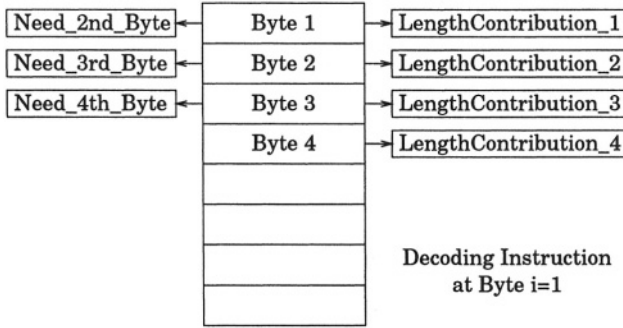 Need_2nd_Byte Byte 1 LengthContribution_1
Need_3rd_Byte Byte 2 LengthContribution_2
Need_4th_Byte Byte 3 LengthContribution_3
Byte 4 LengthContribution_4
Decoding Instruction
at Byte i=1